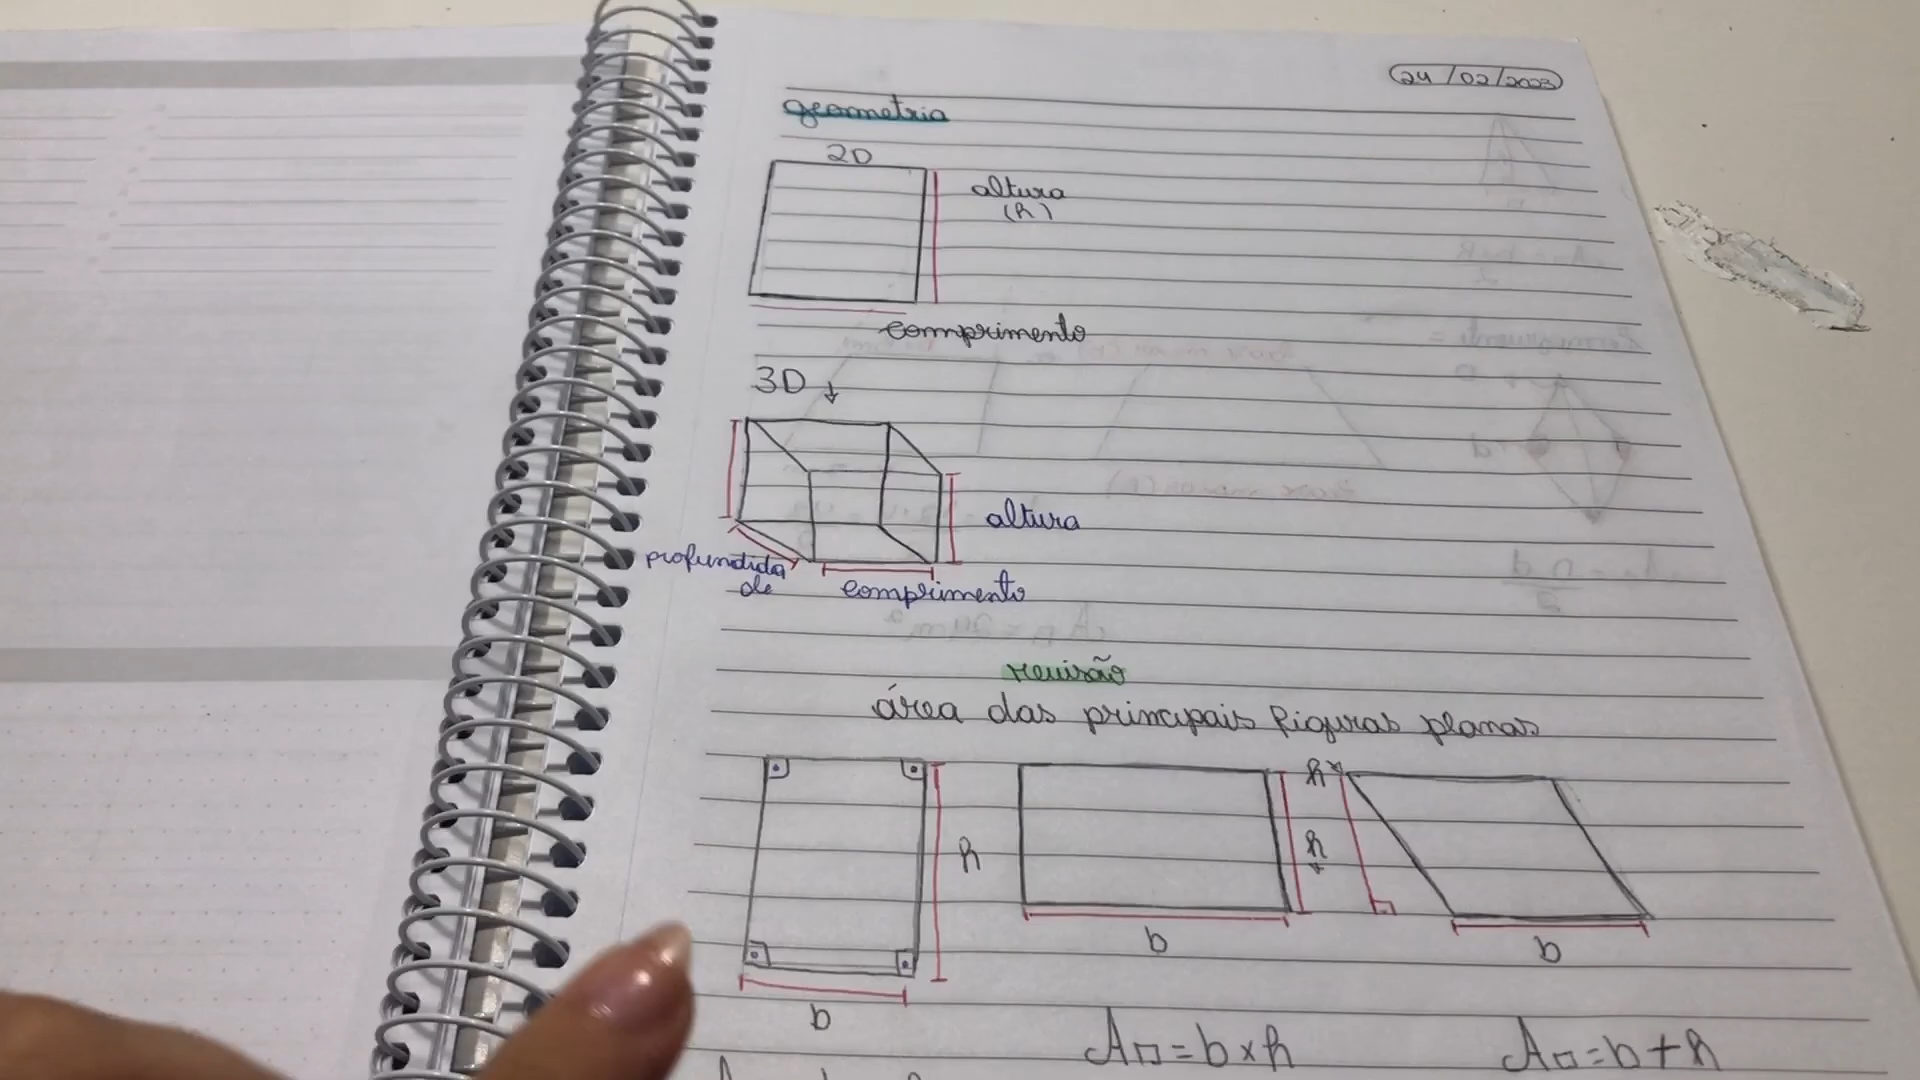 24/02/2023
geometria
2D
altura
(h)
comprimento
3D ↓
altura
profundida
de
comprimento
revisão
área das principais figuras planas
h
b
h
b
h
b
A▭=b×h
A▱=b+h